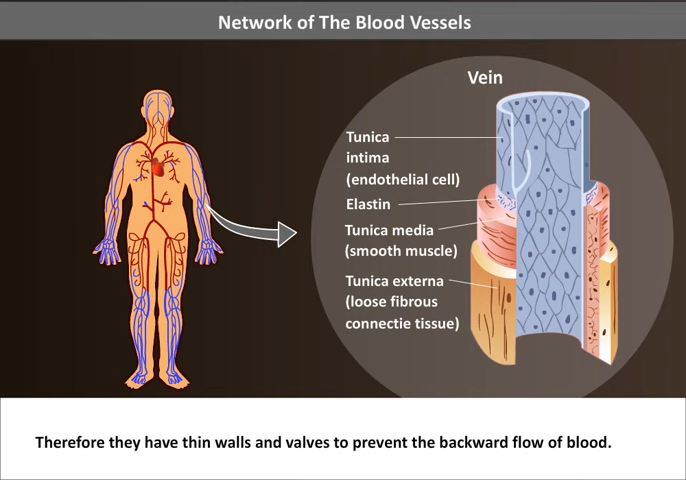 Network of The Blood Vessels
Vein
Tunica
intima
(endothelial cell)
Elastin
Tunica media
(smooth muscle)
Tunica externa
(loose fibrous
connectie tissue)
Therefore they have thin walls and valves to prevent the backward flow of blood.